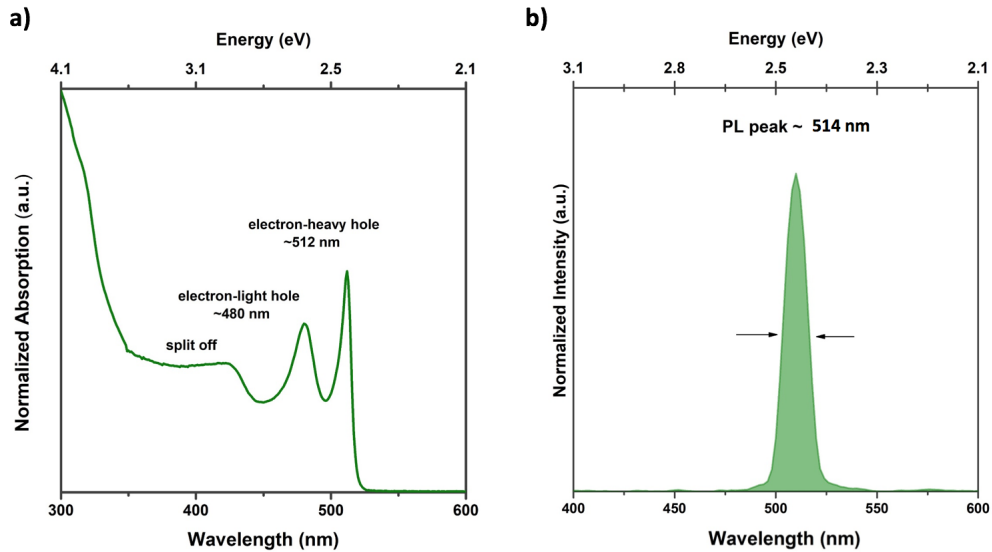 a)
Energy (eV)
4.1 3.1 2.5 2.1
Normalized Absorption (a.u.)
electron-heavy hole
~512 nm
electron-light hole
~480 nm
split off
300 400 500 600
Wavelength (nm)
b)
Energy (eV)
3.1 2.8 2.5 2.3 2.1
PL peak ~ 514 nm
Normalized Intensity (a.u.)
400 450 500 550 600
Wavelength (nm)